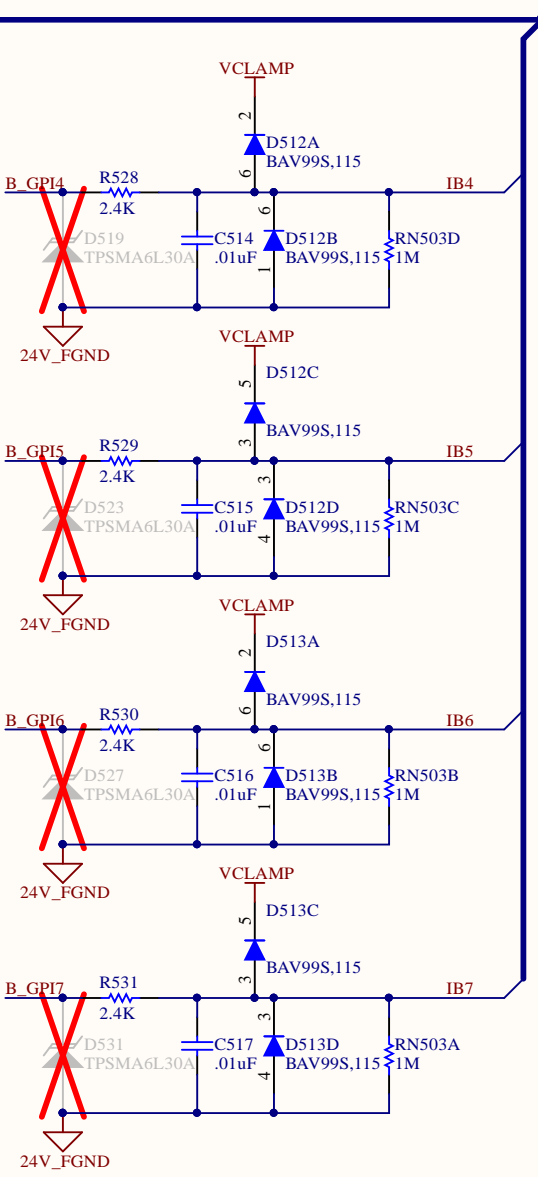 VCLAMP
2
D512A
BAV99S,115
6
B_GPI4
R528
2.4K
IB4
D519
TPSMA6L30A
C514
.01uF
6
D512B
BAV99S,115
1
RN503D
1M
24V_FGND
VCLAMP
5
D512C
BAV99S,115
3
B_GPI5
R529
2.4K
IB5
D523
TPSMA6L30A
C515
.01uF
3
D512D
BAV99S,115
4
RN503C
1M
24V_FGND
VCLAMP
2
D513A
BAV99S,115
6
B_GPI6
R530
2.4K
IB6
D527
TPSMA6L30A
C516
.01uF
6
D513B
BAV99S,115
1
RN503B
1M
24V_FGND
VCLAMP
5
D513C
BAV99S,115
3
B_GPI7
R531
2.4K
IB7
D531
TPSMA6L30A
C517
.01uF
3
D513D
BAV99S,115
4
RN503A
1M
24V_FGND